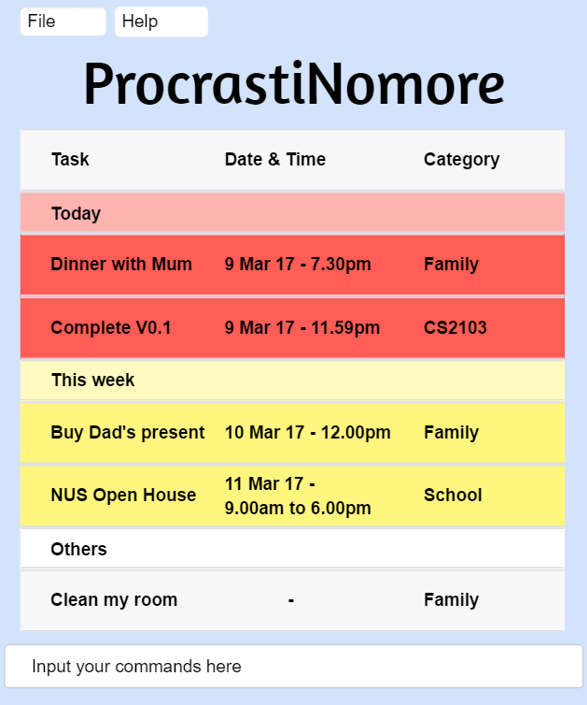 File Help
ProcrastiNomore
Task Date & Time Category
Today
Dinner with Mum 9 Mar 17 - 7.30pm Family
Complete V0.1 9 Mar 17 - 11.59pm CS2103
This week
Buy Dad's present 10 Mar 17 - 12.00pm Family
NUS Open House 11 Mar 17 -
9.00am to 6.00pm School
Others
Clean my room - Family
Input your commands here